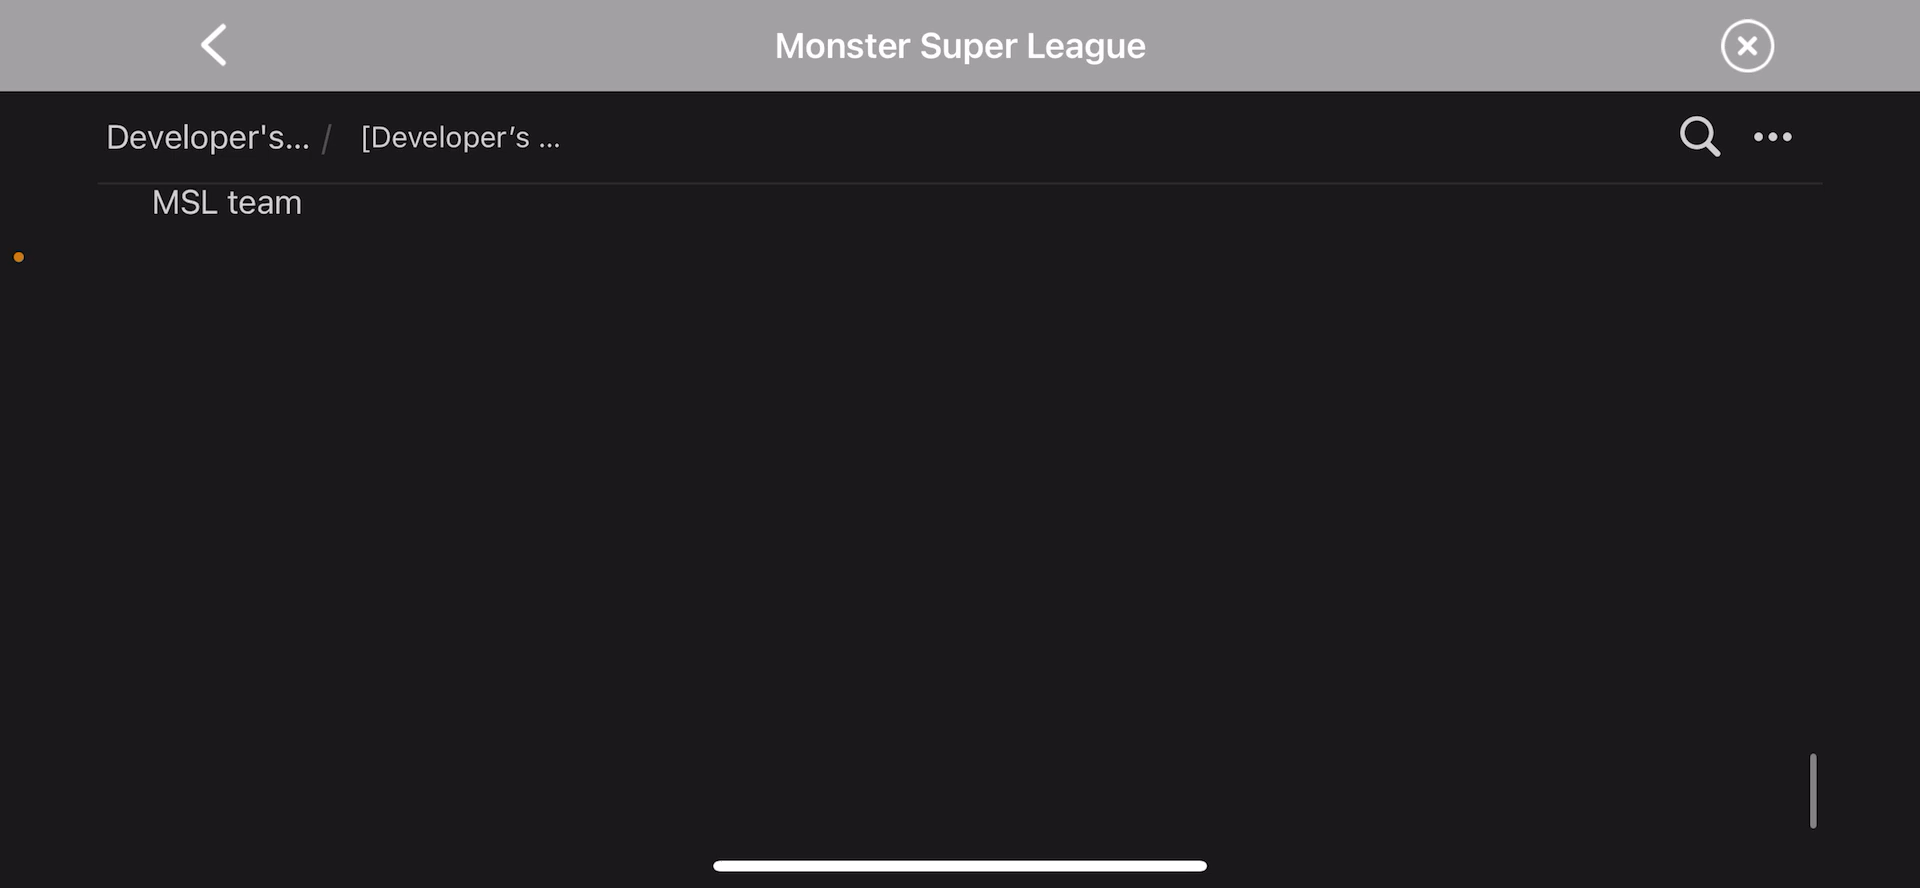 Monster Super League
Developer's... / [Developer’s ...
MSL team